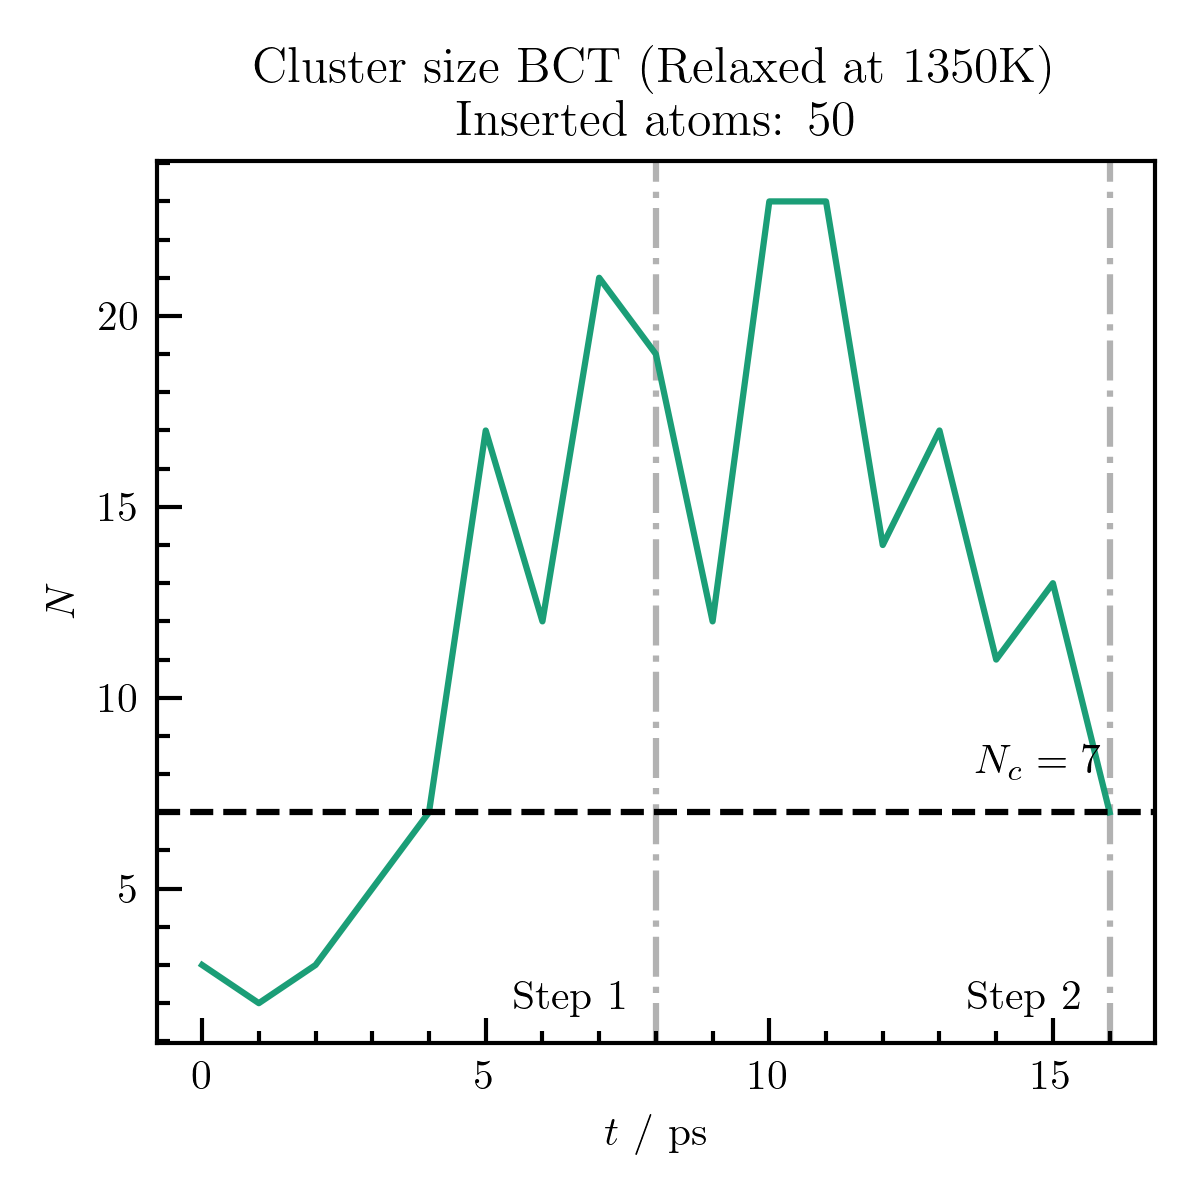 Cluster size BCT (Relaxed at 1350K)
Inserted atoms: 50
20
15
10
5
N
N_c = 7
Step 1
Step 2
0
5
10
15
t / ps